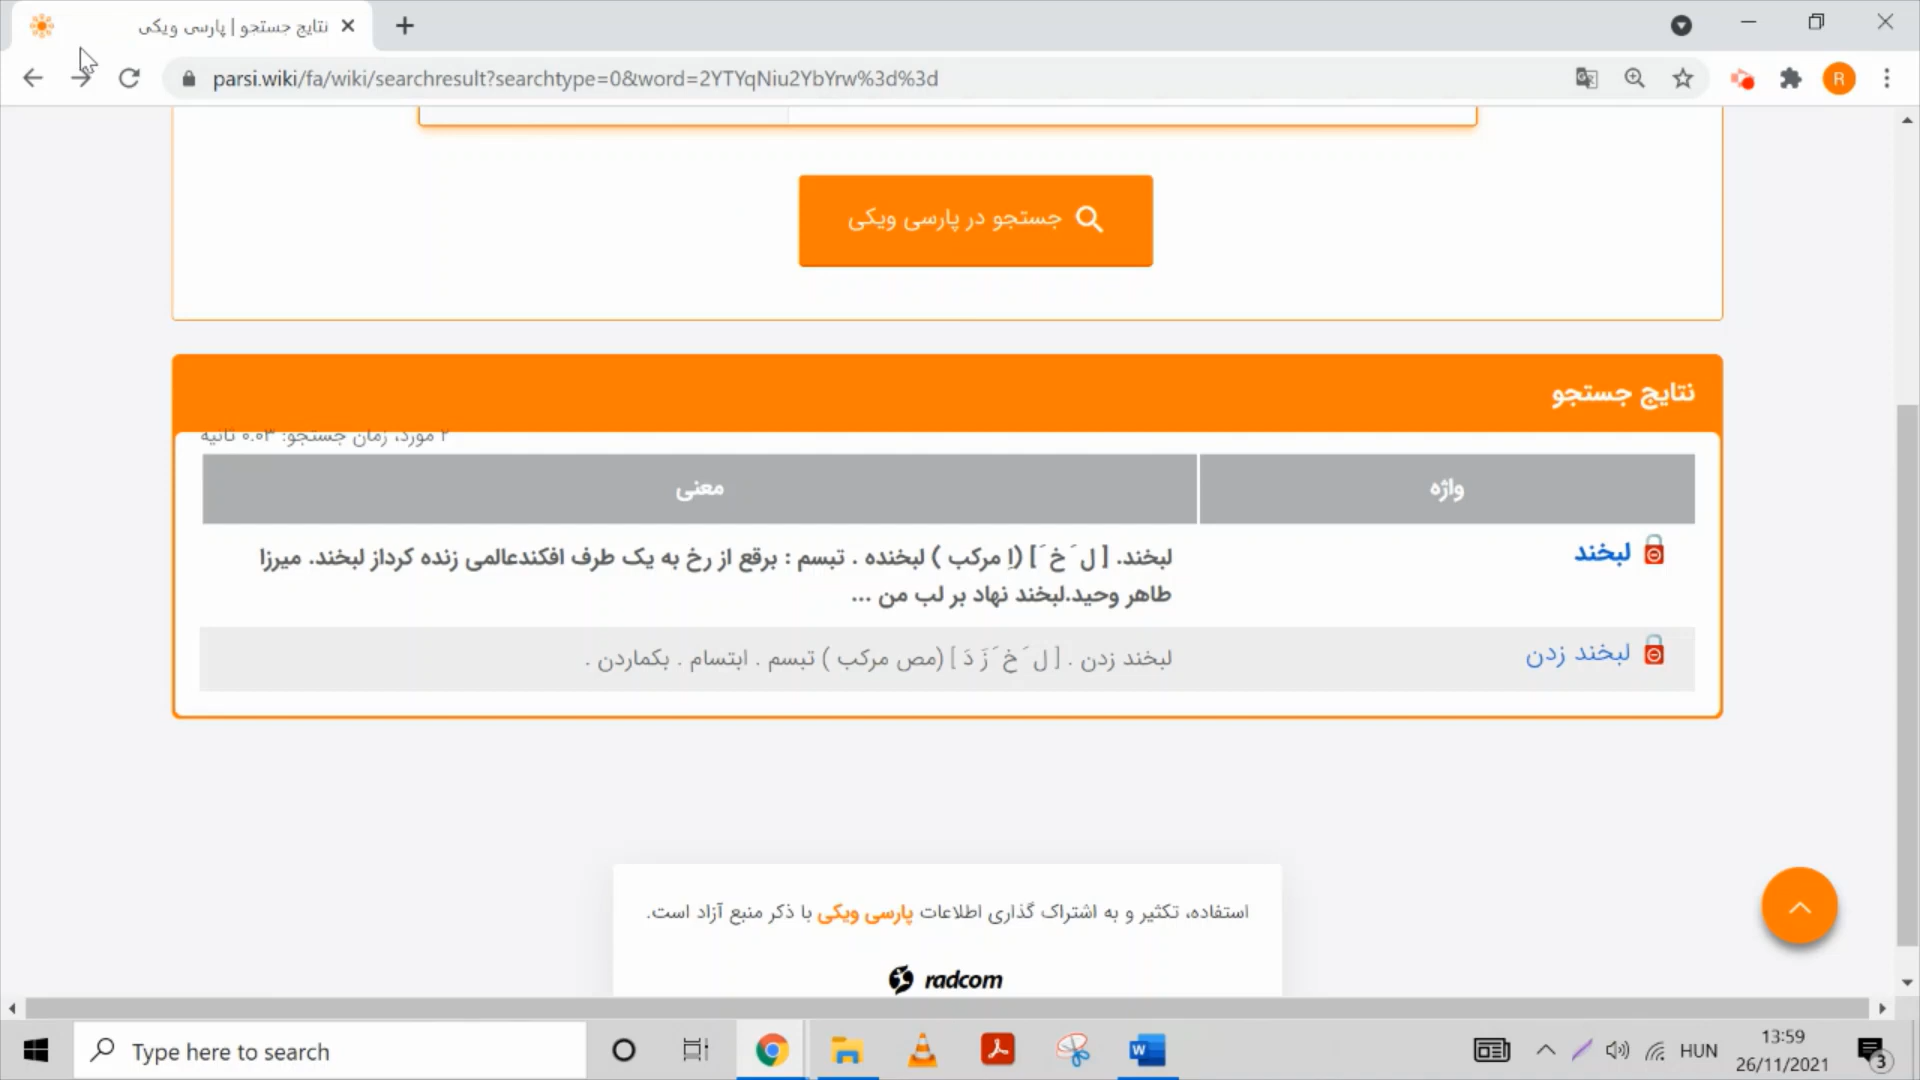 نتایج جستجو | پارسی ویکی
parsi.wiki/fa/wiki/searchresult?searchtype=0&word=2YTYqNiu2YbYrw%3d%3d
R
جستجو در پارسی ویکی
نتایج جستجو
۲ مورد، زمان جستجو: ۰.۰۳ ثانیه
واژه
معنی
لبخند
لبخند. [ ل َ خ َ ] (اِ مرکب ) لبخنده . تبسم : برقع از رخ به یک طرف افکندعالمی زنده کرداز لبخند. میرزا
طاهر وحید.لبخند نهاد بر لب من ...
لبخند زدن
لبخند زدن . [ ل َ خ َ زَ دَ ] (مص مرکب ) تبسم . ابتسام . بکماردن .
استفاده، تکثیر و به اشتراک گذاری اطلاعات پارسی ویکی با ذکر منبع آزاد است.
radcom
Type here to search
W
HUN
13:59
26/11/2021
3